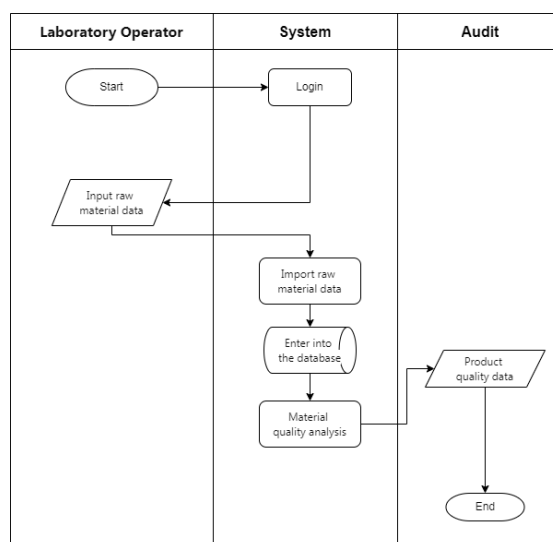 Laboratory Operator
System
Audit
Start
Login
Input raw
material data
Import raw
material data
Enter into
the database
Product
quality data
Material
quality analysis
End